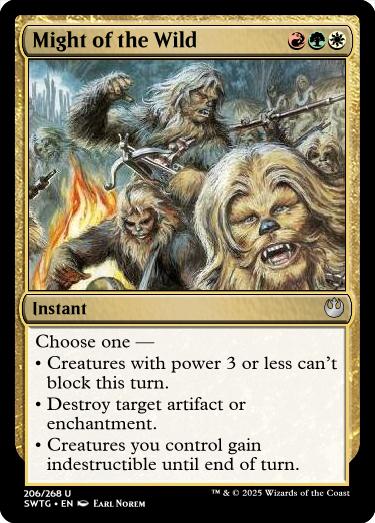 Might of the Wild
Instant
Choose one —
• Creatures with power 3 or less can't
block this turn.
• Destroy target artifact or
enchantment.
• Creatures you control gain
indestructible until end of turn.
206/268 U
SWTG • EN Earl Norem
™ & © 2025 Wizards of the Coast